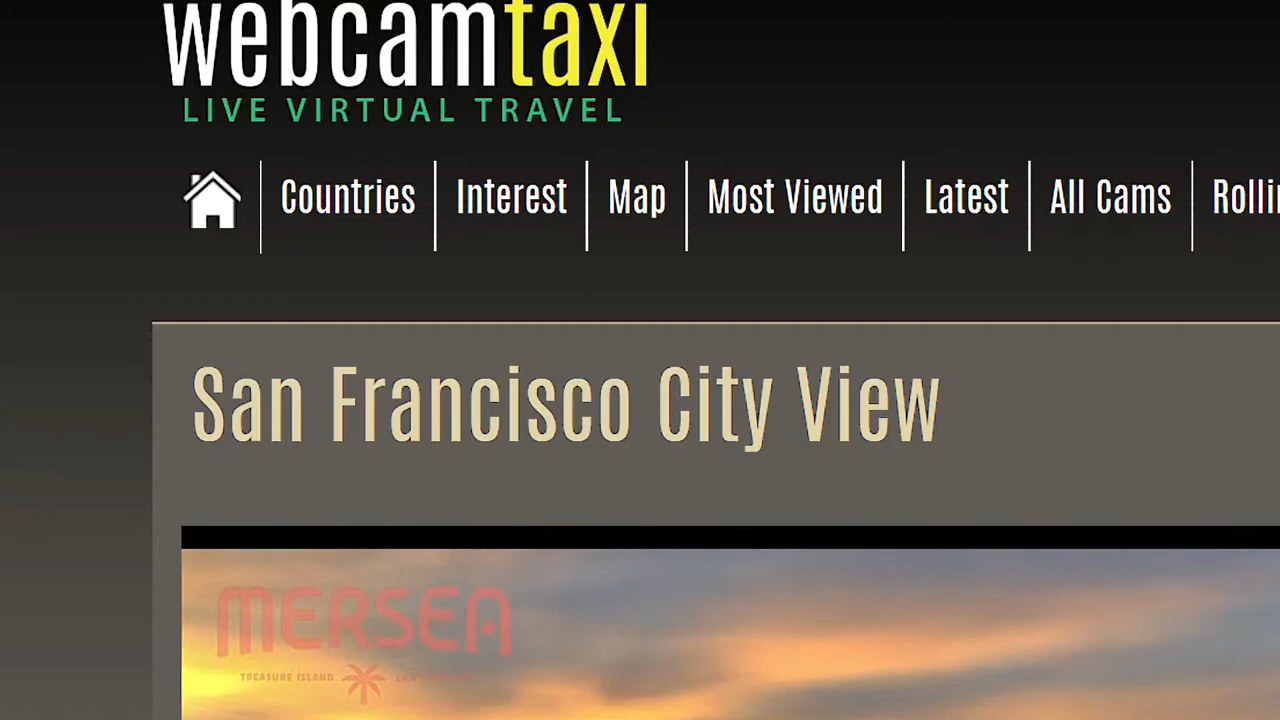 webcamtaxi
LIVE VIRTUAL TRAVEL
Countries Interest Map Most Viewed Latest All Cams
San Francisco City View
MERSEA
TREASURE ISLAND